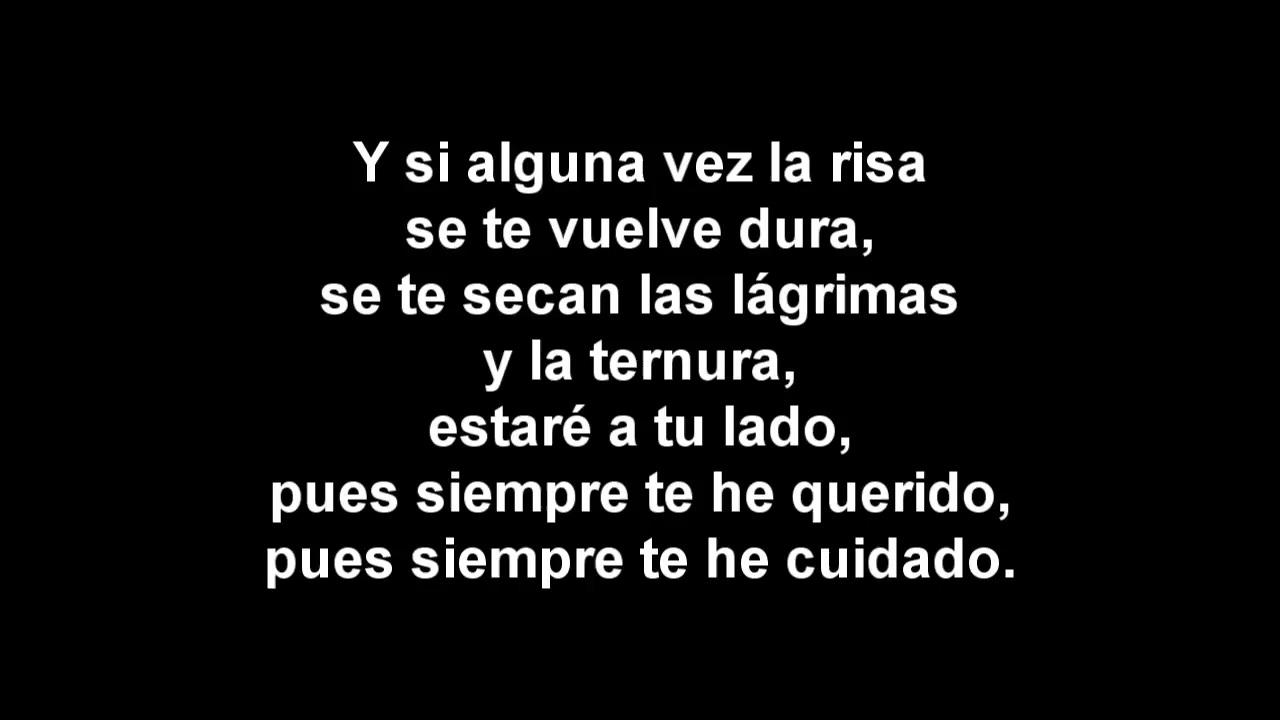 Y si alguna vez la risa
se te vuelve dura,
se te secan las lágrimas
y la ternura,
estaré a tu lado,
pues siempre te he querido,
pues siempre te he cuidado.